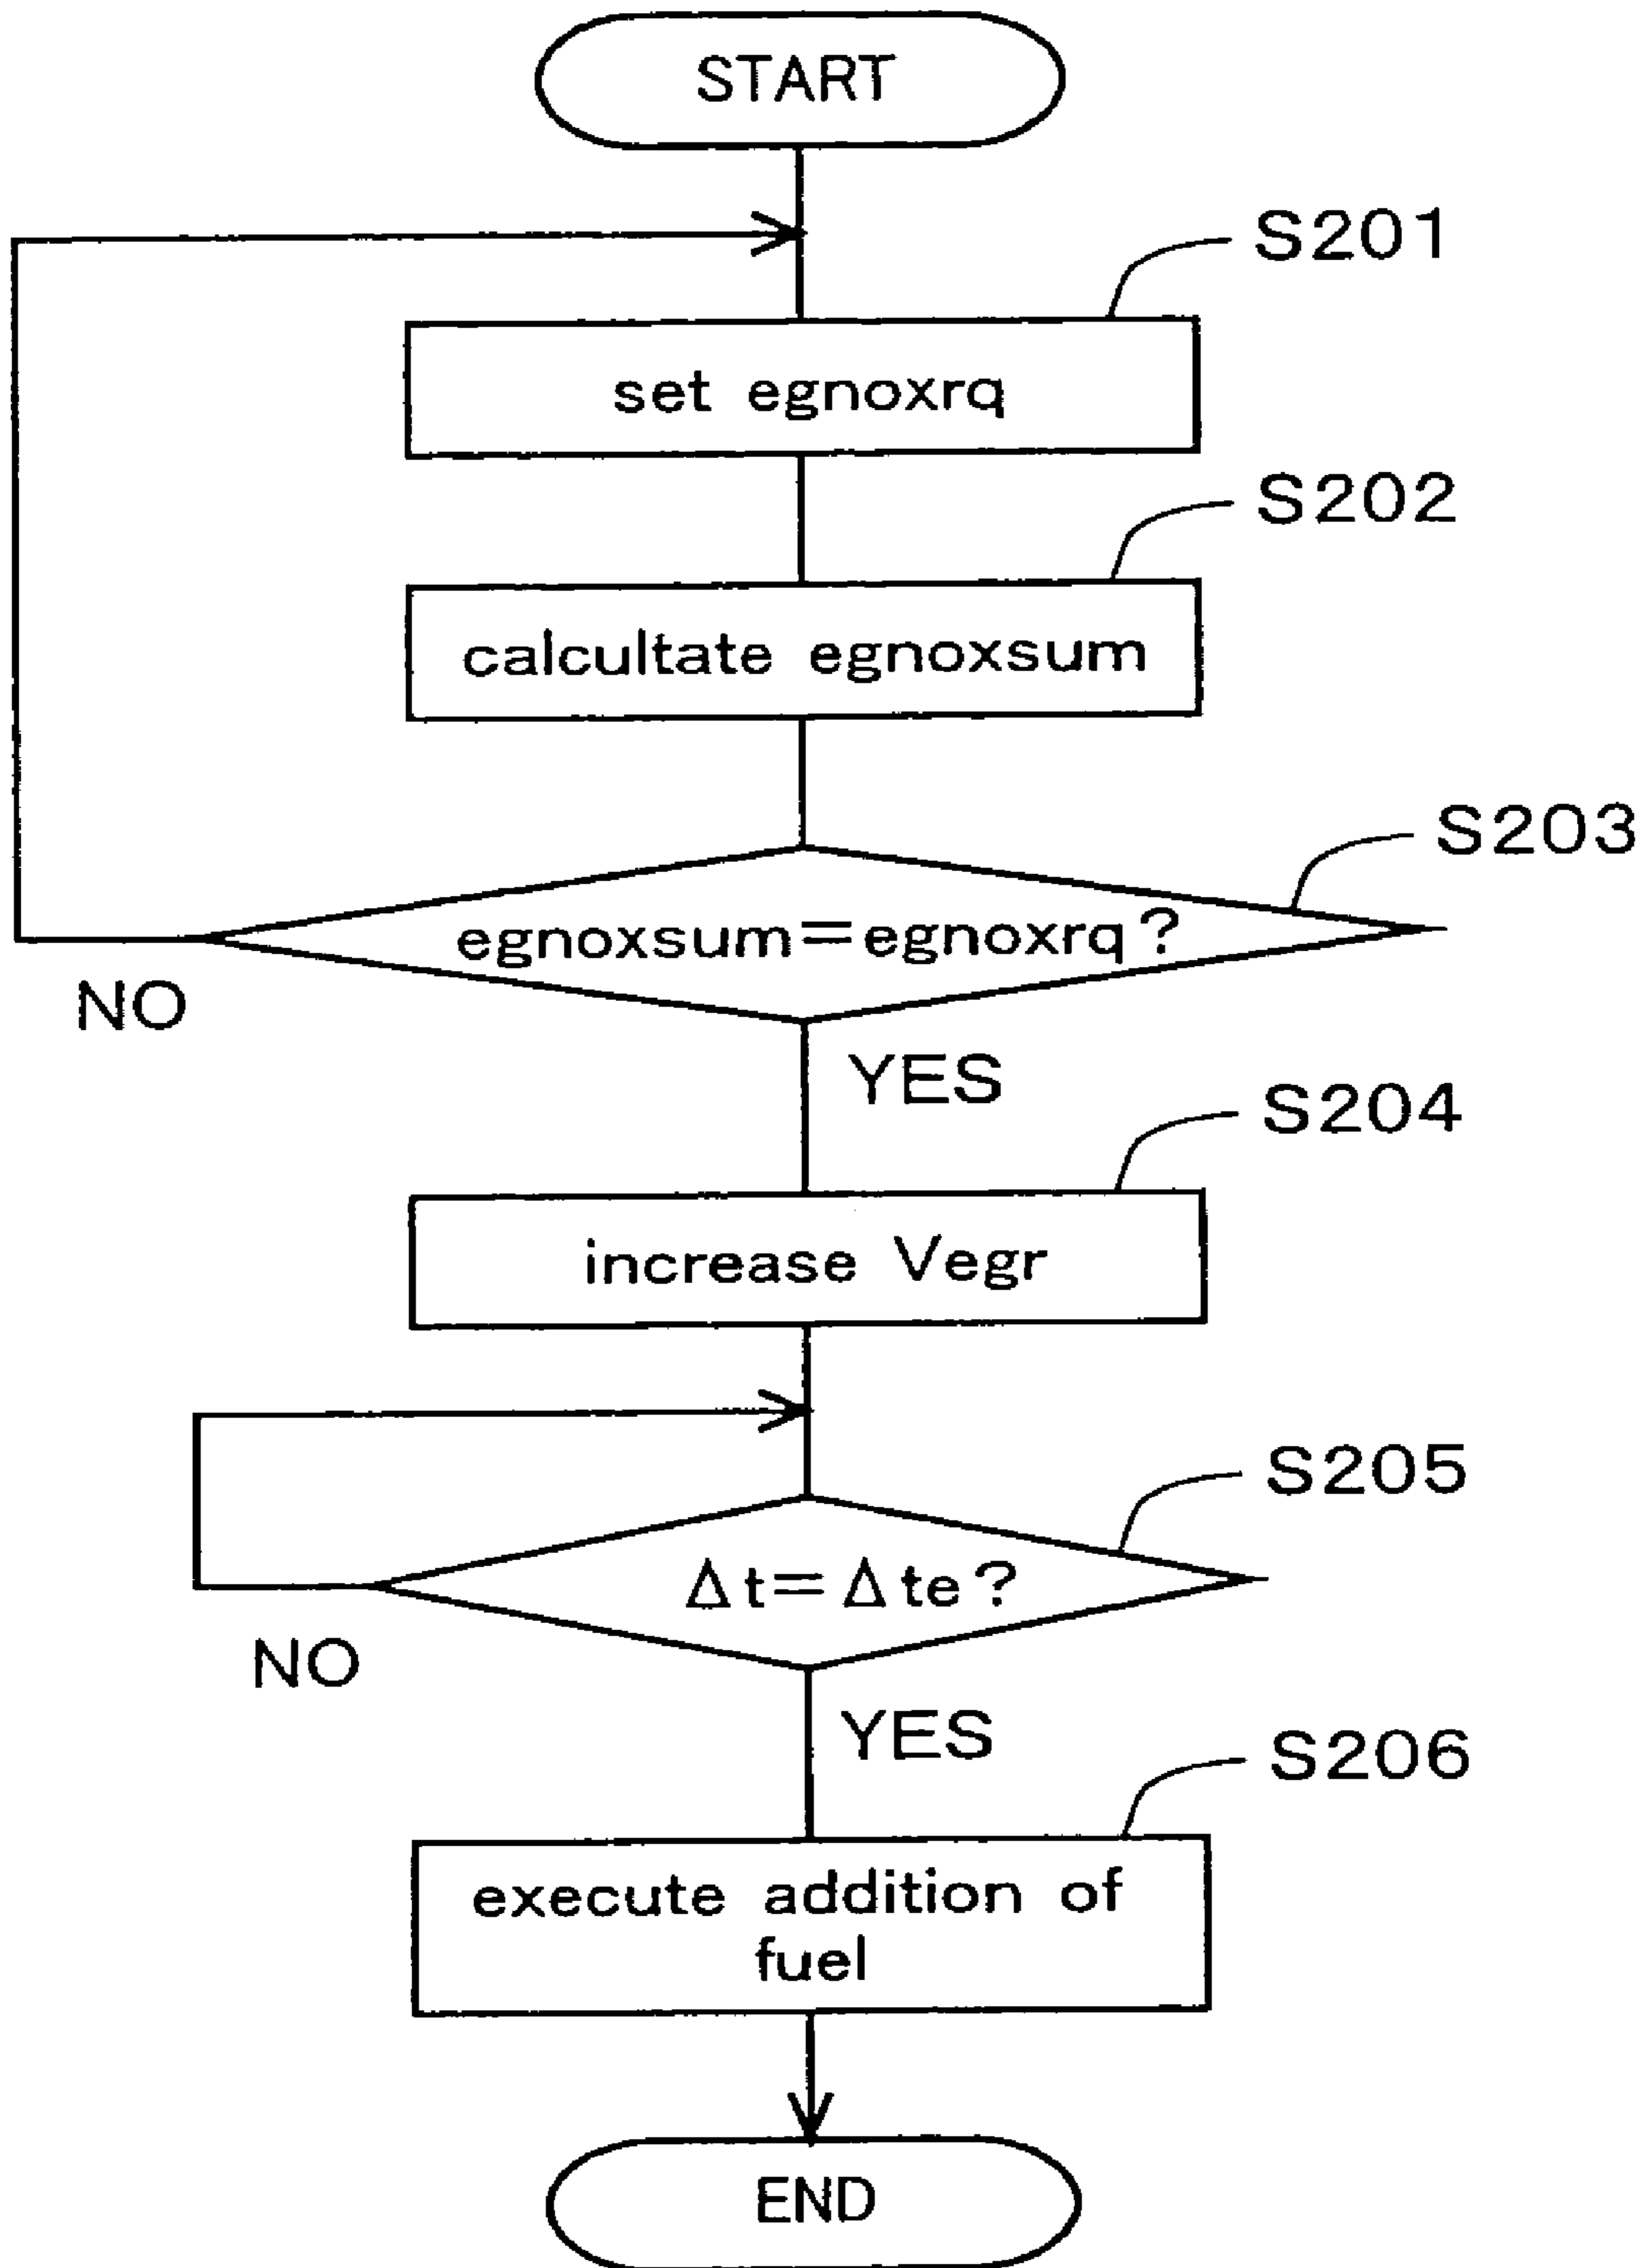 START
S201
set egnoxrq
S202
calcultate egnoxsum
S203
egnoxsum=egnoxrq?
NO
YES
S204
increase Vegr
S205
Δt=Δte?
NO
YES
S206
execute addition of
fuel
END